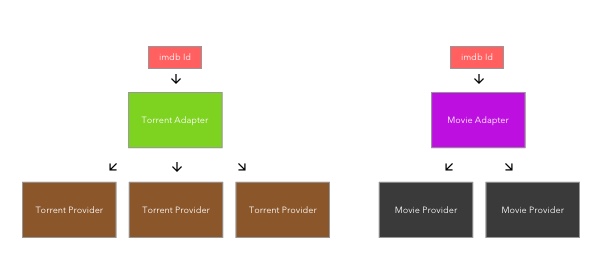 imdb Id
imdb Id
Torrent Adapter
Movie Adapter
Torrent Provider
Torrent Provider
Torrent Provider
Movie Provider
Movie Provider